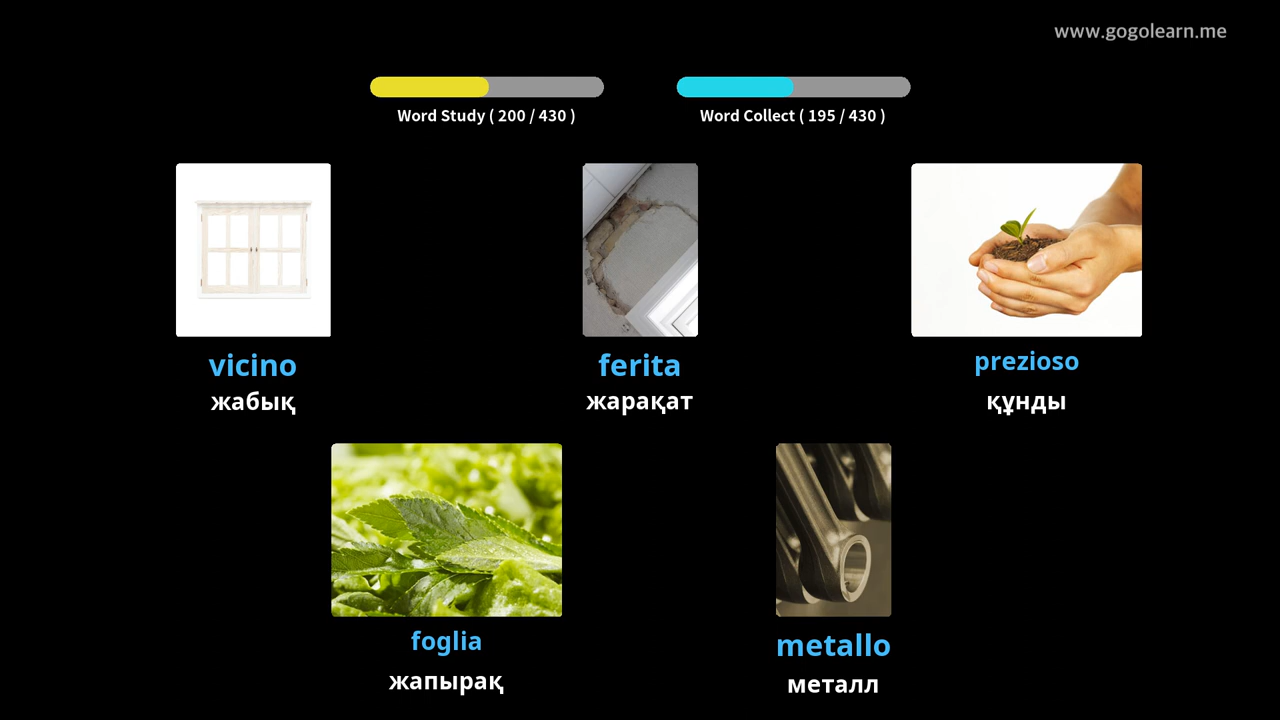 www.gogolearn.me
Word Study ( 200 / 430 )
Word Collect ( 195 / 430 )
vicino
жабық
ferita
жарақат
prezioso
құнды
foglia
жапырақ
metallo
металл